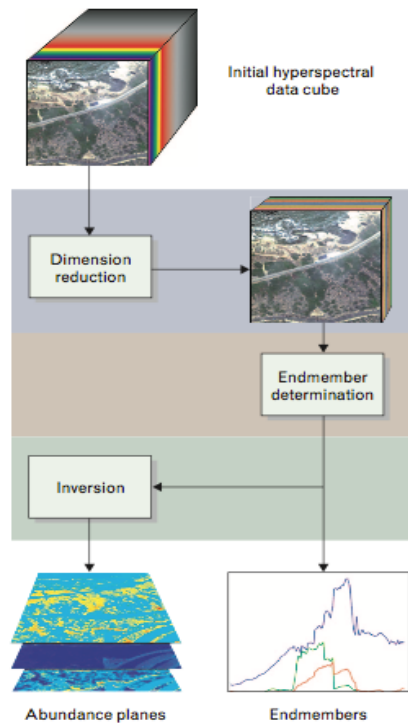 Initial hyperspectral
data cube
Dimension
reduction
Endmember
determination
Inversion
Abundance planes
Endmembers